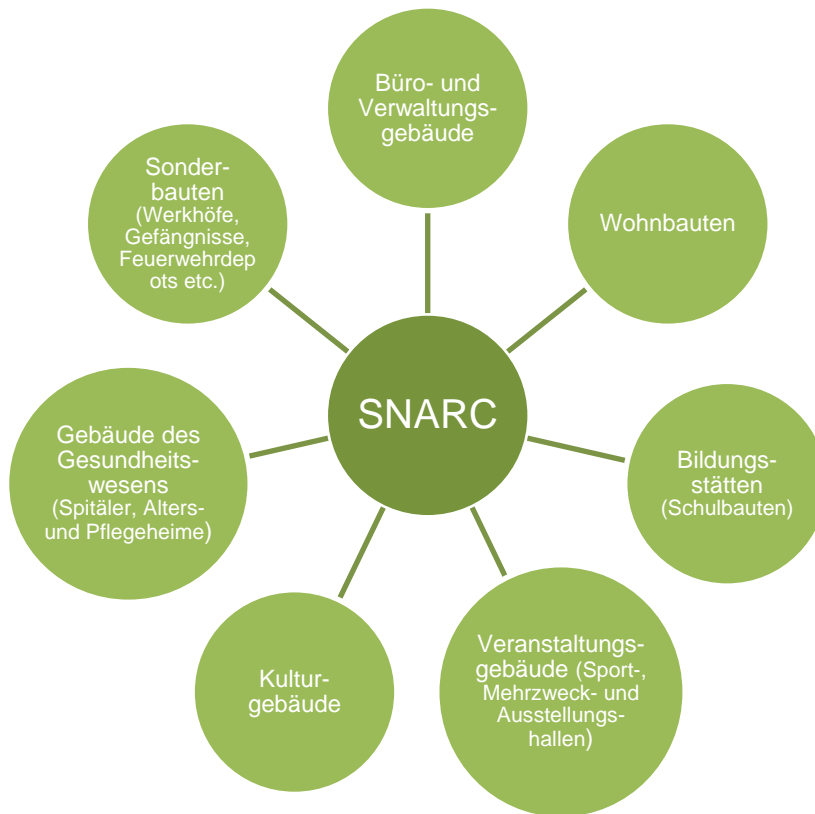 Büro- und
Verwaltungs-
gebäude
Sonder-
bauten
(Werkhöfe,
Gefängnisse,
Feuerwehrdep
ots etc.)
Wohnbauten
SNARC
Gebäude des
Gesundheits-
wesens
(Spitäler, Alters-
und Pflegeheime)
Bildungs-
stätten
(Schulbauten)
Kultur-
gebäude
Veranstaltungs-
gebäude (Sport-,
Mehrzweck- und
Ausstellungs-
hallen)